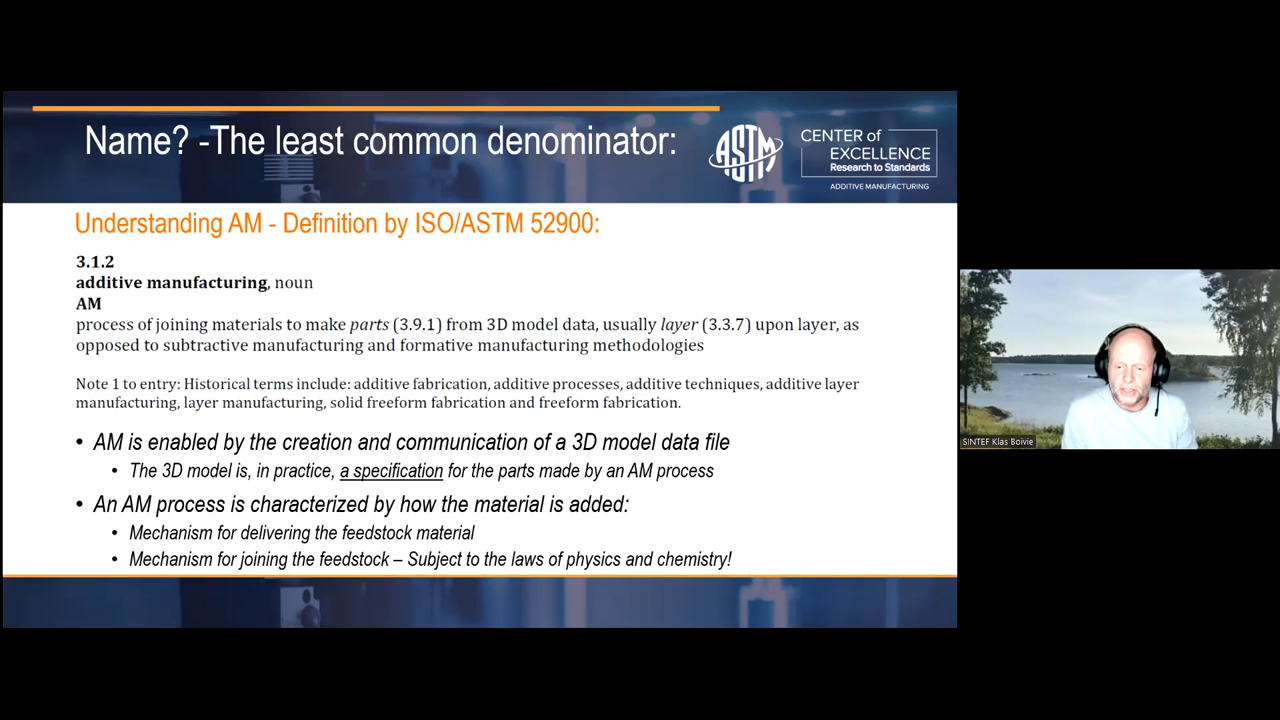 Name? -The least common denominator:
ASTM
CENTER of
EXCELLENCE
Research to Standards
ADDITIVE MANUFACTURING
Understanding AM - Definition by ISO/ASTM 52900:
3.1.2
additive manufacturing, noun
AM
process of joining materials to make parts (3.9.1) from 3D model data, usually layer (3.3.7) upon layer, as
opposed to subtractive manufacturing and formative manufacturing methodologies
Note 1 to entry: Historical terms include: additive fabrication, additive processes, additive techniques, additive layer
manufacturing, layer manufacturing, solid freeform fabrication and freeform fabrication.
• AM is enabled by the creation and communication of a 3D model data file
• The 3D model is, in practice, a specification for the parts made by an AM process
• An AM process is characterized by how the material is added:
• Mechanism for delivering the feedstock material
• Mechanism for joining the feedstock – Subject to the laws of physics and chemistry!
SINTEF Klas Boivie